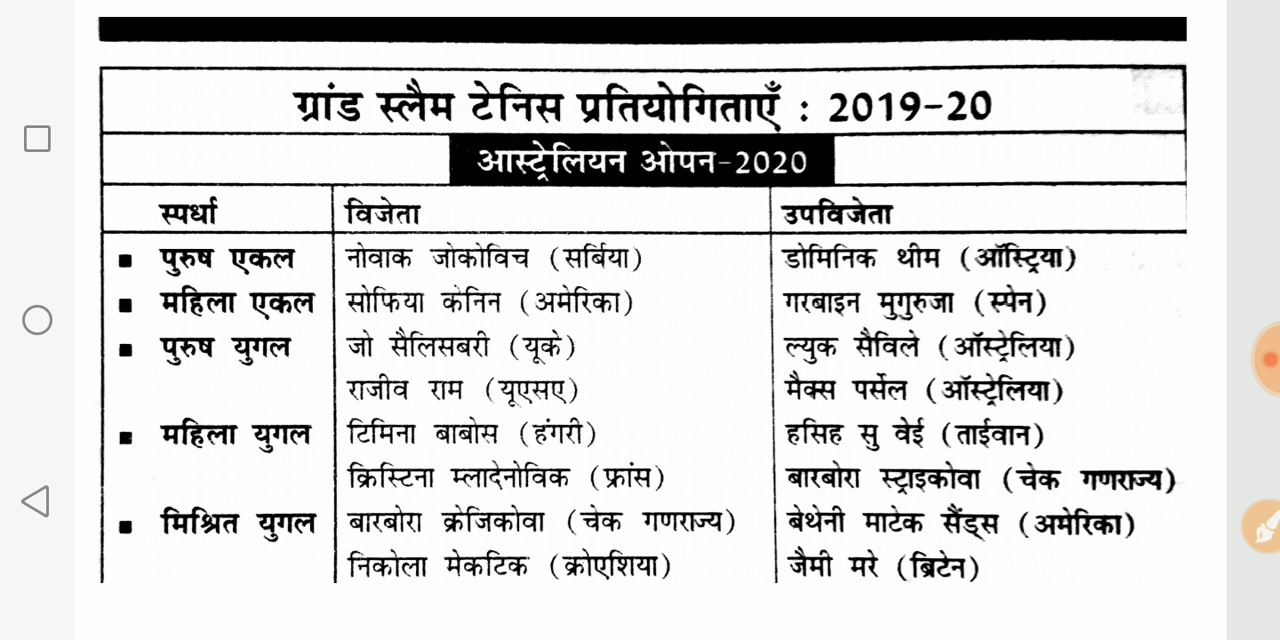 ग्रांड स्लैम टेनिस प्रतियोगिताएँ : 2019-20
आस्ट्रेलियन ओपन-2020
स्पर्धा विजेता उपविजेता
▪ पुरुष एकल नोवाक जोकोविच (सर्बिया) डोमिनिक थीम (ऑस्ट्रिया)
▪ महिला एकल सोफिया केनिन (अमेरिका) गरबाइन मुगुरुजा (स्पेन)
▪ पुरुष युगल जो सैलिसबरी (यूके) ल्युक सैविले (ऑस्ट्रेलिया)
राजीव राम (यूएसए) मैक्स पर्सेल (ऑस्ट्रेलिया)
▪ महिला युगल टिमिना बाबोस (हंगरी) हसिह सु वेई (ताईवान)
क्रिस्टिना म्लादेनोविक (फ्रांस) बारबोरा स्ट्राइकोवा (चेक गणराज्य)
▪ मिश्रित युगल बारबोरा क्रेजिकोवा (चेक गणराज्य) बेथेनी माटेक सैंड्स (अमेरिका)
निकोला मेकटिक (क्रोएशिया) जैमी मरे (ब्रिटेन)